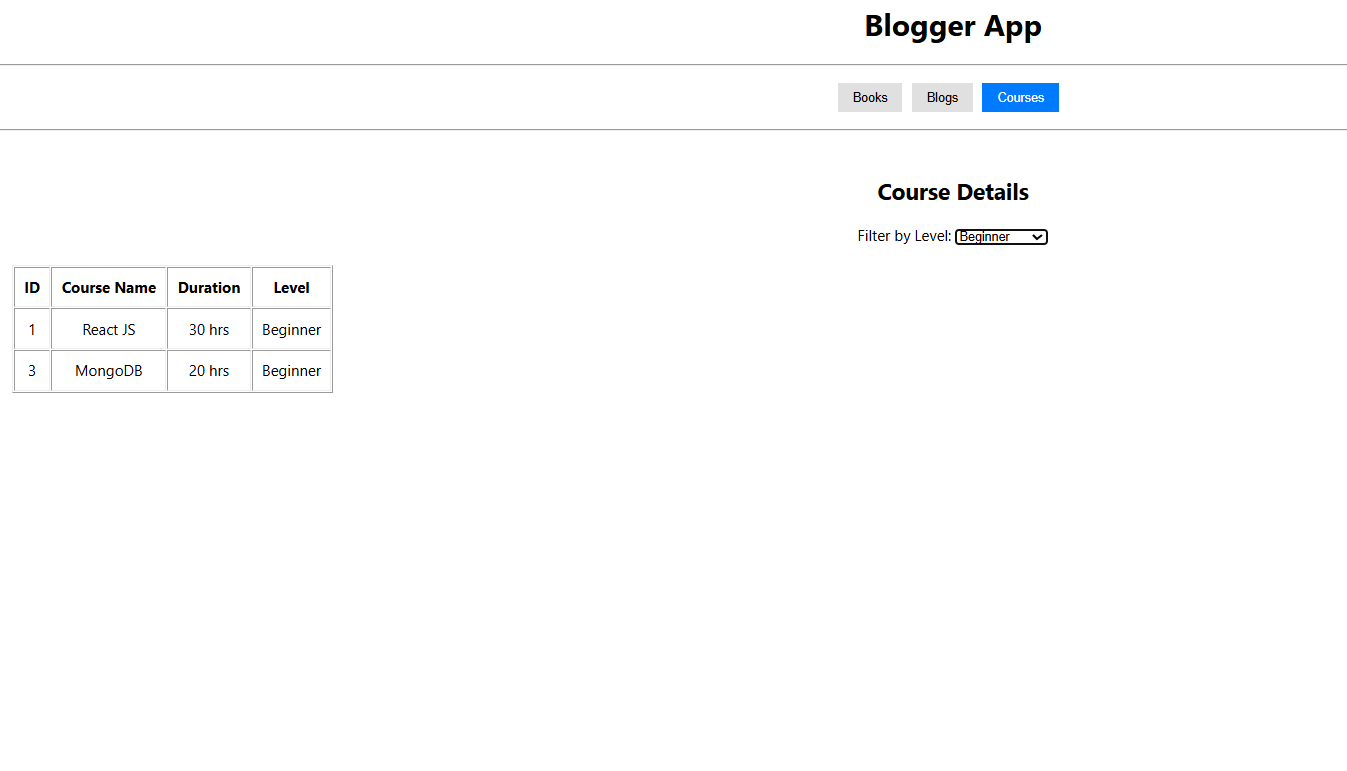 Blogger App
Books Blogs Courses
Course Details
Filter by Level: Beginner
ID Course Name Duration Level
1 React JS 30 hrs Beginner
3 MongoDB 20 hrs Beginner